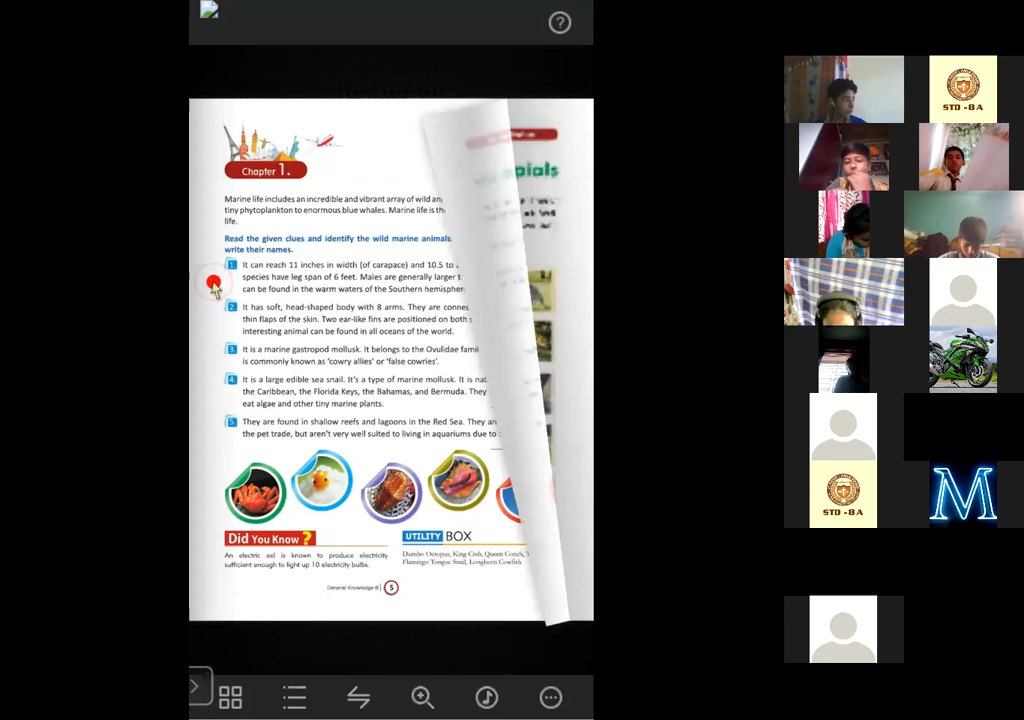 Chapter 1.
Marine life includes an incredible and vibrant array of wild
tiny phytoplankton to enormous blue whales. Marine life is
life.
Read the given clues and identify the wild marine animals.
write their names.
1 It can reach 11 inches in width (of carapace) and 10.5 to
species have leg span of 6 feet. Males are generally larger
can be found in the warm waters of the Southern
2 It has soft, head-shaped body with 8 arms. They are
thin flaps of the skin. Two ear-like fins are positioned on both
interesting animal can be found in all oceans of the world.
3 It is a marine gastropod mollusk. It belongs to the Ovulidae
is commonly known as 'cowry allies' or 'false cowries'.
4. It is a large edible sea snail. It's a type of marine mollusk. It is
the Caribbean, the Florida Keys, the Bahamas, and Bermuda. They
eat algae and other tiny marine plants.
5. They are found in shallow reefs and lagoons in the Red Sea. They
the pet trade, but aren't very well suited to living in aquariums due to
Did You Know ?
An electric eel is known to produce electricity
sufficient enough to light up 10 electricity bulbs.
UTILITY BOX
Dumbo Octopus, King Crab, Queen Conch,
Flamingo Tongue Snail, Longhorn Cowfish
General Knowledge-8 5
STD -8A
STD -8A
M